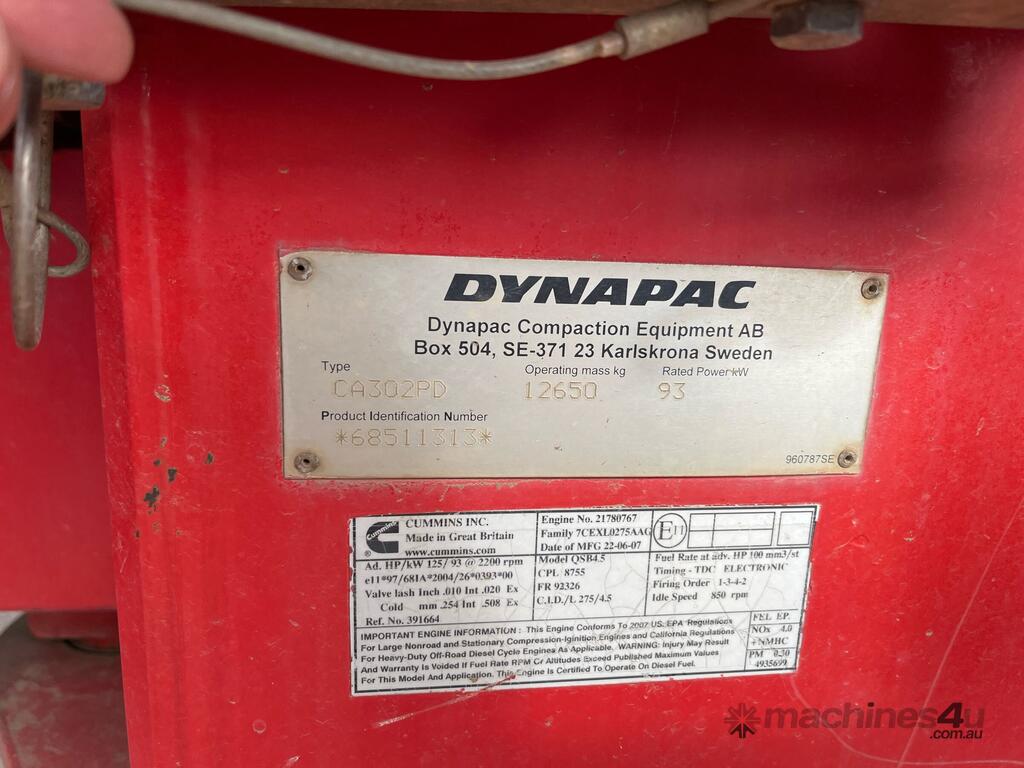 DYNAPAC
Dynapac Compaction Equipment AB
Box 504, SE-371 23 Karlskrona Sweden
Type Operating mass kg Rated Power kW
CA302PD 12650 93
Product Identification Number
*68511313*
960787SE
Cummins
CUMMINS INC.
Made in Great Britain
www.cummins.com
Engine No. 21780767
Family 7CEXL0275AAG
Date of MFG 22-06-07
E11
Ad. HP/kW 125/ 93 @ 2200 rpm
e11*97/68IA*2004/26*0393*00
Valve lash Inch .010 Int .020 Ex
Cold mm .254 Int .508 Ex
Ref. No. 391664
Model QSB4.5
CPL 8755
FR 92326
C.I.D./L 275/4.5
Fuel Rate at adv. HP 100 mm3/st
Timing - TDC ELECTRONIC
Firing Order 1-3-4-2
Idle Speed 850 rpm
IMPORTANT ENGINE INFORMATION : This Engine Conforms To 2007 US. EPA Regulations
For Large Nonroad and Stationary Compression-Ignition Engines and California Regulations
For Heavy-Duty Off-Road Diesel Cycle Engines As Applicable. WARNING: Injury May Result
And Warranty Is Voided If Fuel Rate RPM Or Altitudes Exceed Published Maximum Values
For This Model And Application. This Engine Is Certified To Operate On Diesel Fuel.
FEL EP.
NOx 4.0
+NMHC
PM 0.30
4935699
machines4u
.com.au